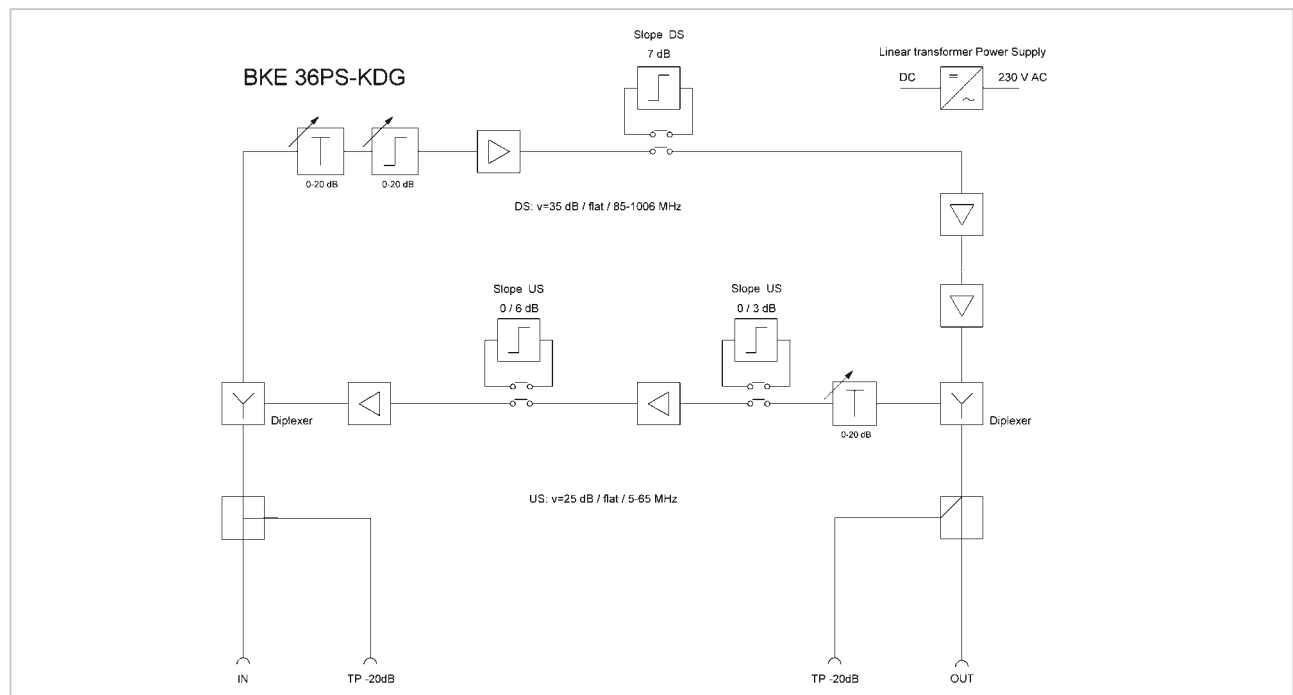 Slope DS
7 dB
Linear transformer Power Supply
DC
230 V AC
BKE 36PS-KDG
0-20 dB
0-20 dB
DS: v=35 dB / flat / 85-1006 MHz
Slope US
0 / 6 dB
Slope US
0 / 3 dB
Diplexer
0-20 dB
Diplexer
US: v=25 dB / flat / 5-65 MHz
IN
TP -20dB
TP -20dB
OUT